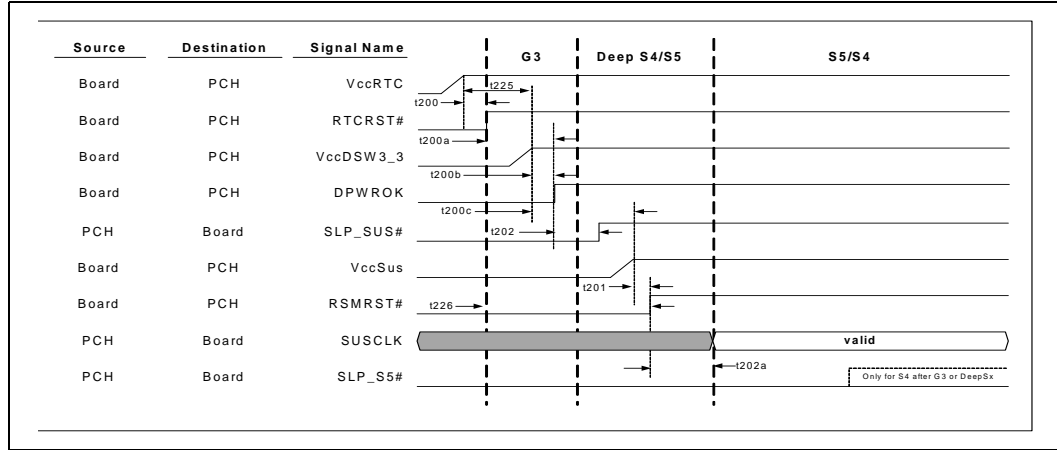 Source Destination Signal Name G3 Deep S4/S5 S5/S4
Board PCH VccRTC
t225
t200
Board PCH RTCRST#
t200a
Board PCH VccDSW3_3
t200b
Board PCH DPWROK
t200c
PCH Board SLP_SUS# t202
Board PCH VccSus
t201
Board PCH RSMRST# t226
PCH Board SUSCLK valid
t202a
PCH Board SLP_S5# Only for S4 after G3 or DeepSx